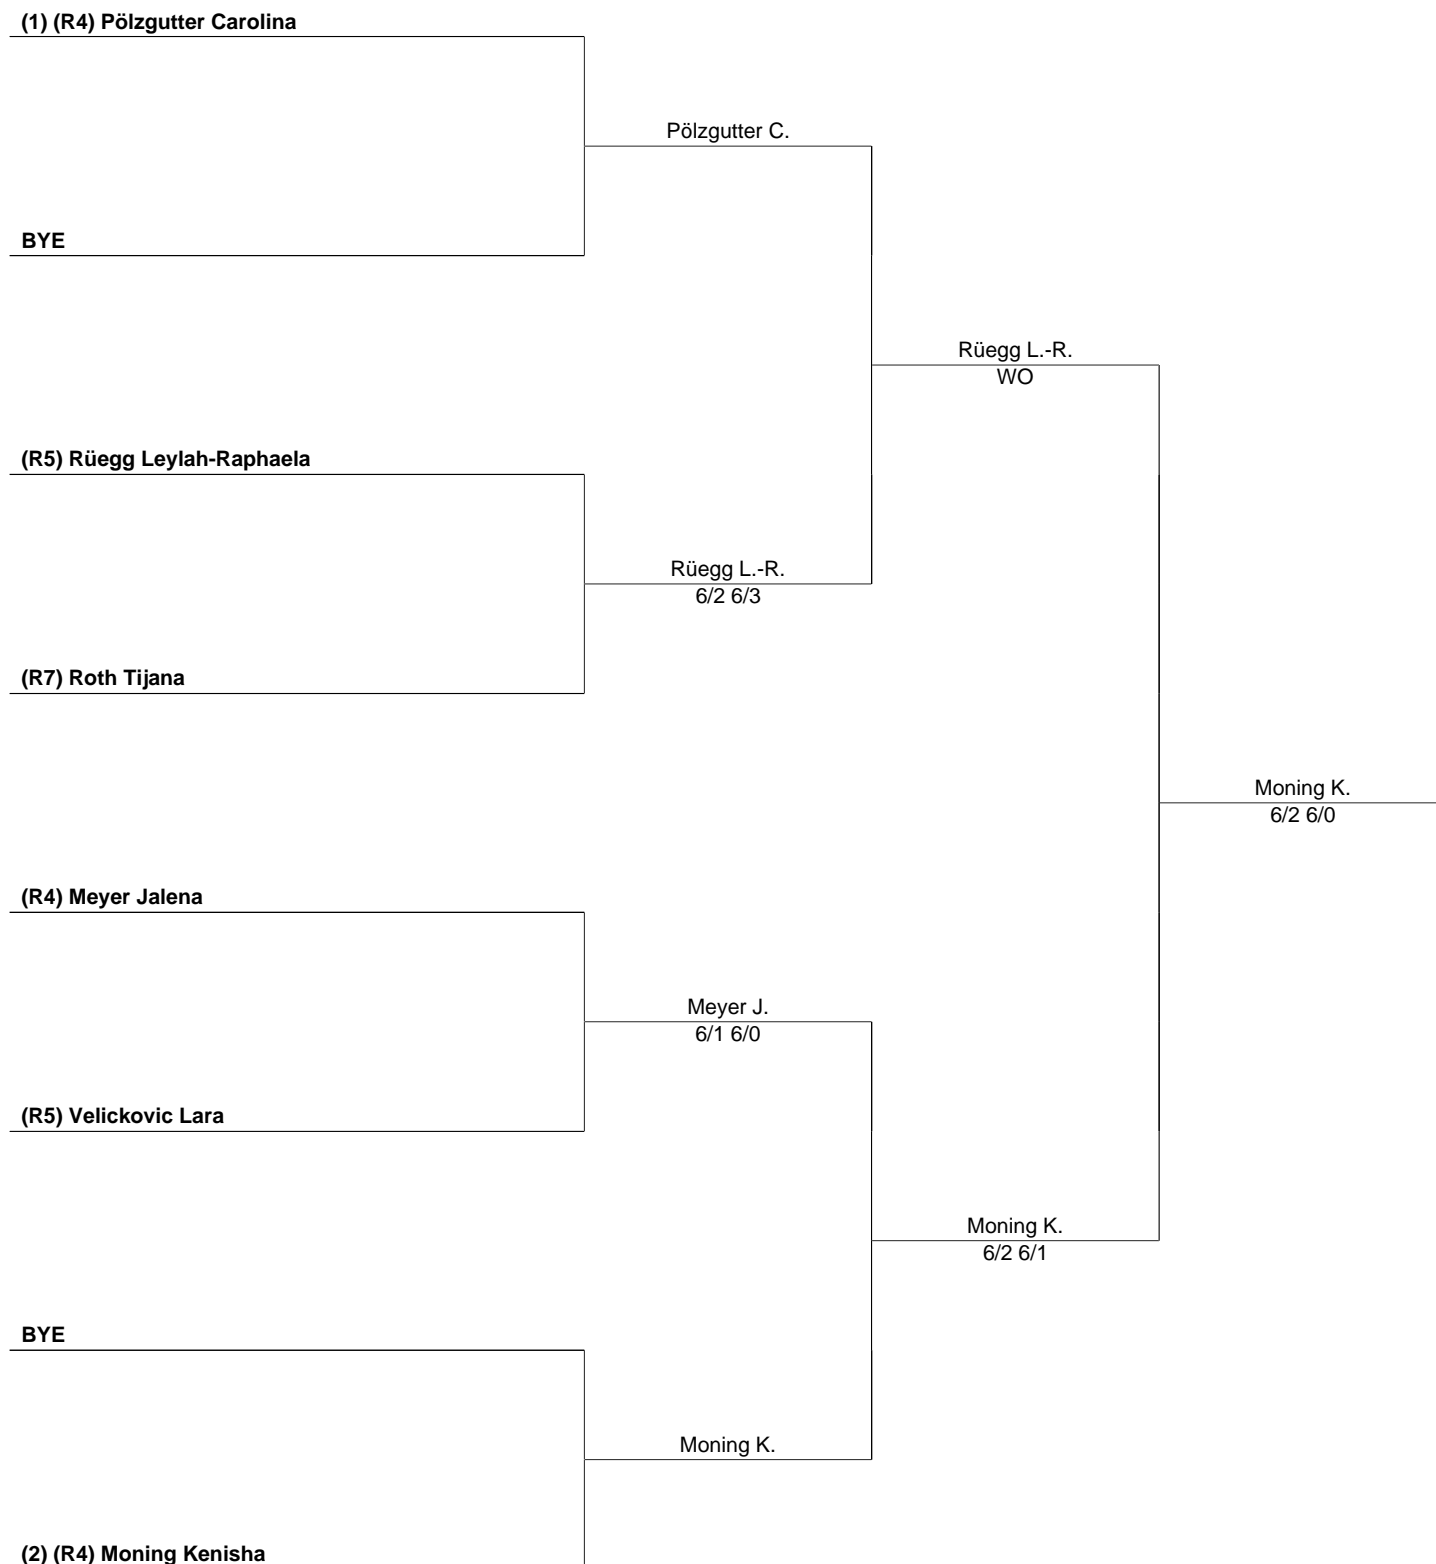 (1) (R4) Pölzgutter Carolina
Pölzgutter C.
BYE
Rüegg L.-R.
WO
(R5) Rüegg Leylah-Raphaela
Rüegg L.-R.
6/2 6/3
(R7) Roth Tijana
Moning K.
6/2 6/0
(R4) Meyer Jalena
Meyer J.
6/1 6/0
(R5) Velickovic Lara
Moning K.
6/2 6/1
BYE
Moning K.
(2) (R4) Moning Kenisha